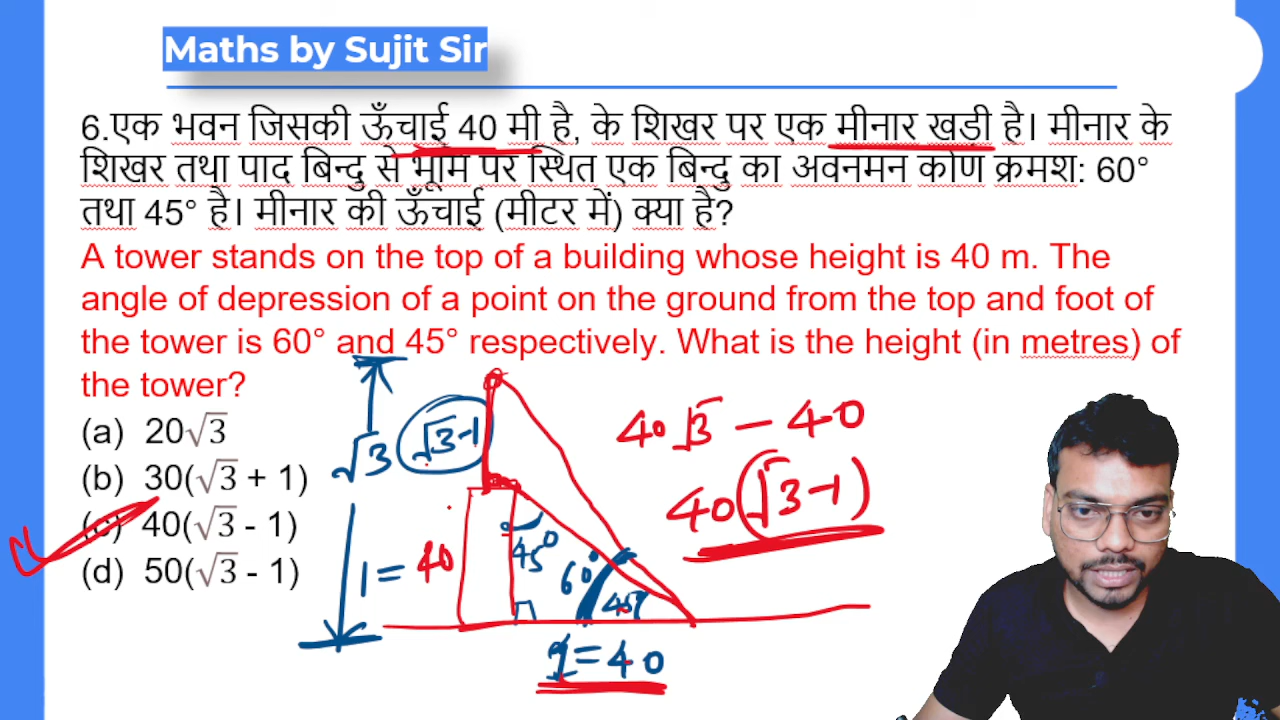 Maths by Sujit Sir
6.एक भवन जिसकी ऊँचाई 40 मी है, के शिखर पर एक मीनार खड़ी है। मीनार के
शिखर तथा पाद बिन्दु से भूमि पर स्थित एक बिन्दु का अवनमन कोण क्रमश: 60°
तथा 45° है। मीनार की ऊँचाई (मीटर में) क्या है?
A tower stands on the top of a building whose height is 40 m. The
angle of depression of a point on the ground from the top and foot of
the tower is 60° and 45° respectively. What is the height (in metres) of
the tower?
(a) 20√3
(b) 30(√3 + 1)
(c) 40(√3 - 1)
(d) 50(√3 - 1)
√3
√3-1
40√3 - 40
40(√3-1)
1= 40
45°
60°
45°
1=40